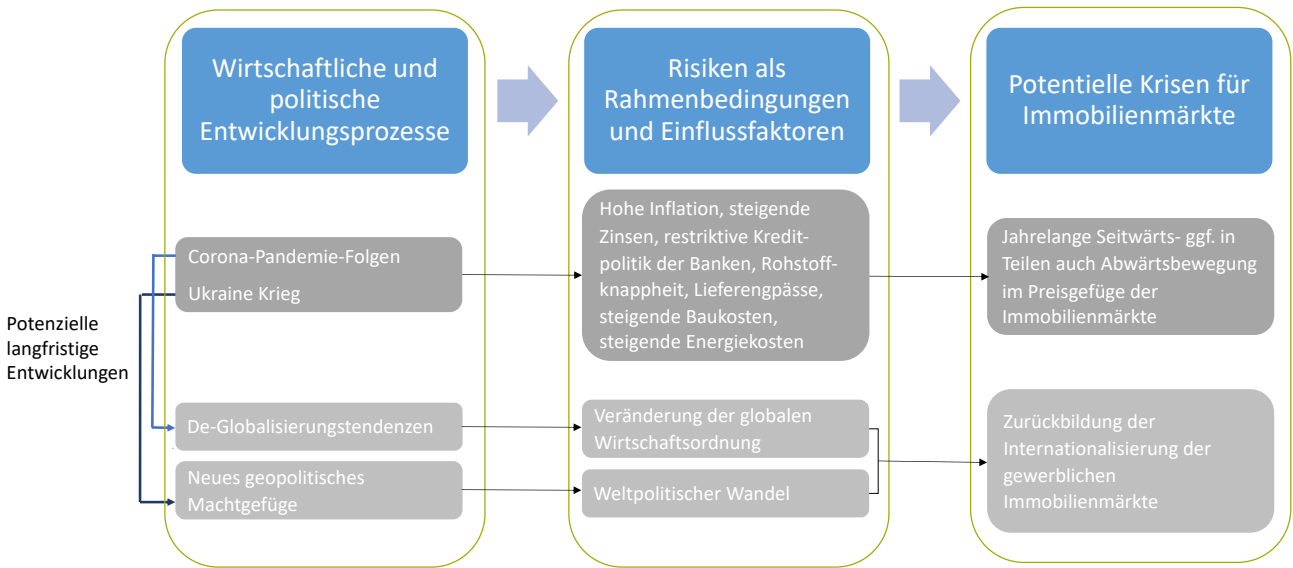 Wirtschaftliche und
politische
Entwicklungsprozesse
Risiken als
Rahmenbedingungen
und Einflussfaktoren
Potentielle Krisen für
Immobilienmärkte
Corona-Pandemie-Folgen
Ukraine Krieg
Hohe Inflation, steigende
Zinsen, restriktive Kredit-
politik der Banken, Rohstoff-
knappheit, Lieferengpässe,
steigende Baukosten,
steigende Energiekosten
Jahrelange Seitwärts- ggf. in
Teilen auch Abwärtsbewegung
im Preisgefüge der
Immobilienmärkte
Potenzielle
langfristige
Entwicklungen
De-Globalisierungstendenzen
Veränderung der globalen
Wirtschaftsordnung
Zurückbildung der
Internationalisierung der
gewerblichen
Immobilienmärkte
Neues geopolitisches
Machtgefüge
Weltpolitischer Wandel